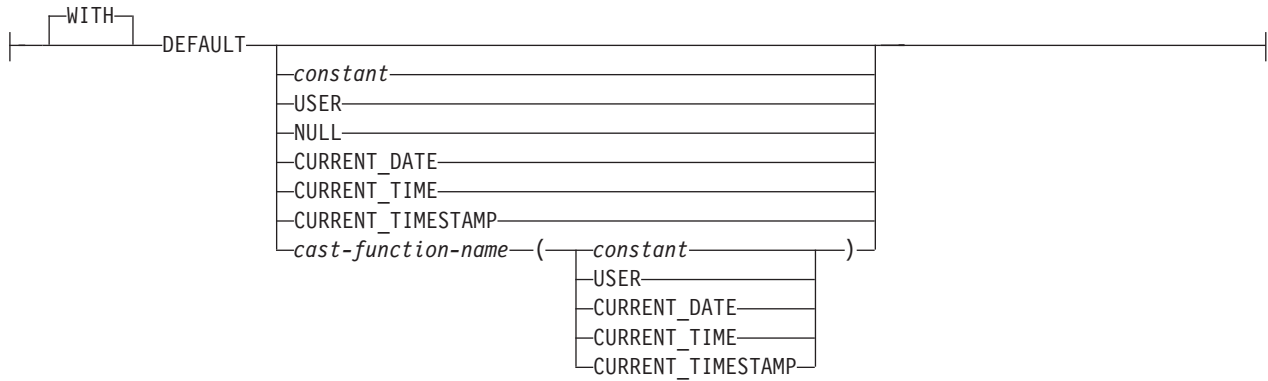 WITH
DEFAULT
constant
USER
NULL
CURRENT_DATE
CURRENT_TIME
CURRENT_TIMESTAMP
cast-function-name ( constant )
USER
CURRENT_DATE
CURRENT_TIME
CURRENT_TIMESTAMP